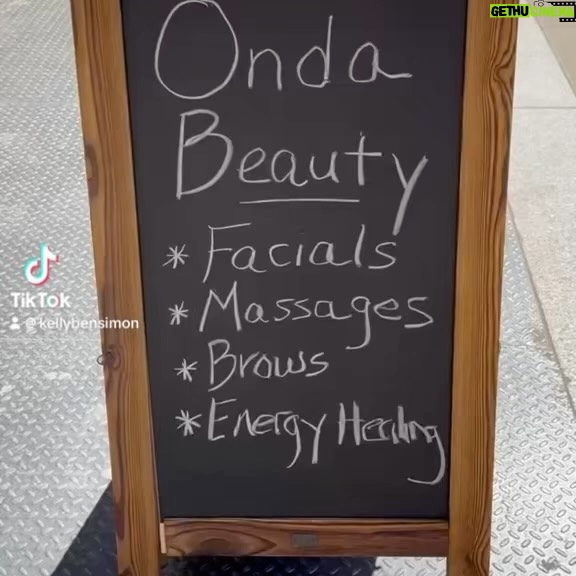 Onda
Beauty
* Facials
* Massages
* Brows
* Energy Healing
TikTok
@kellybensimon